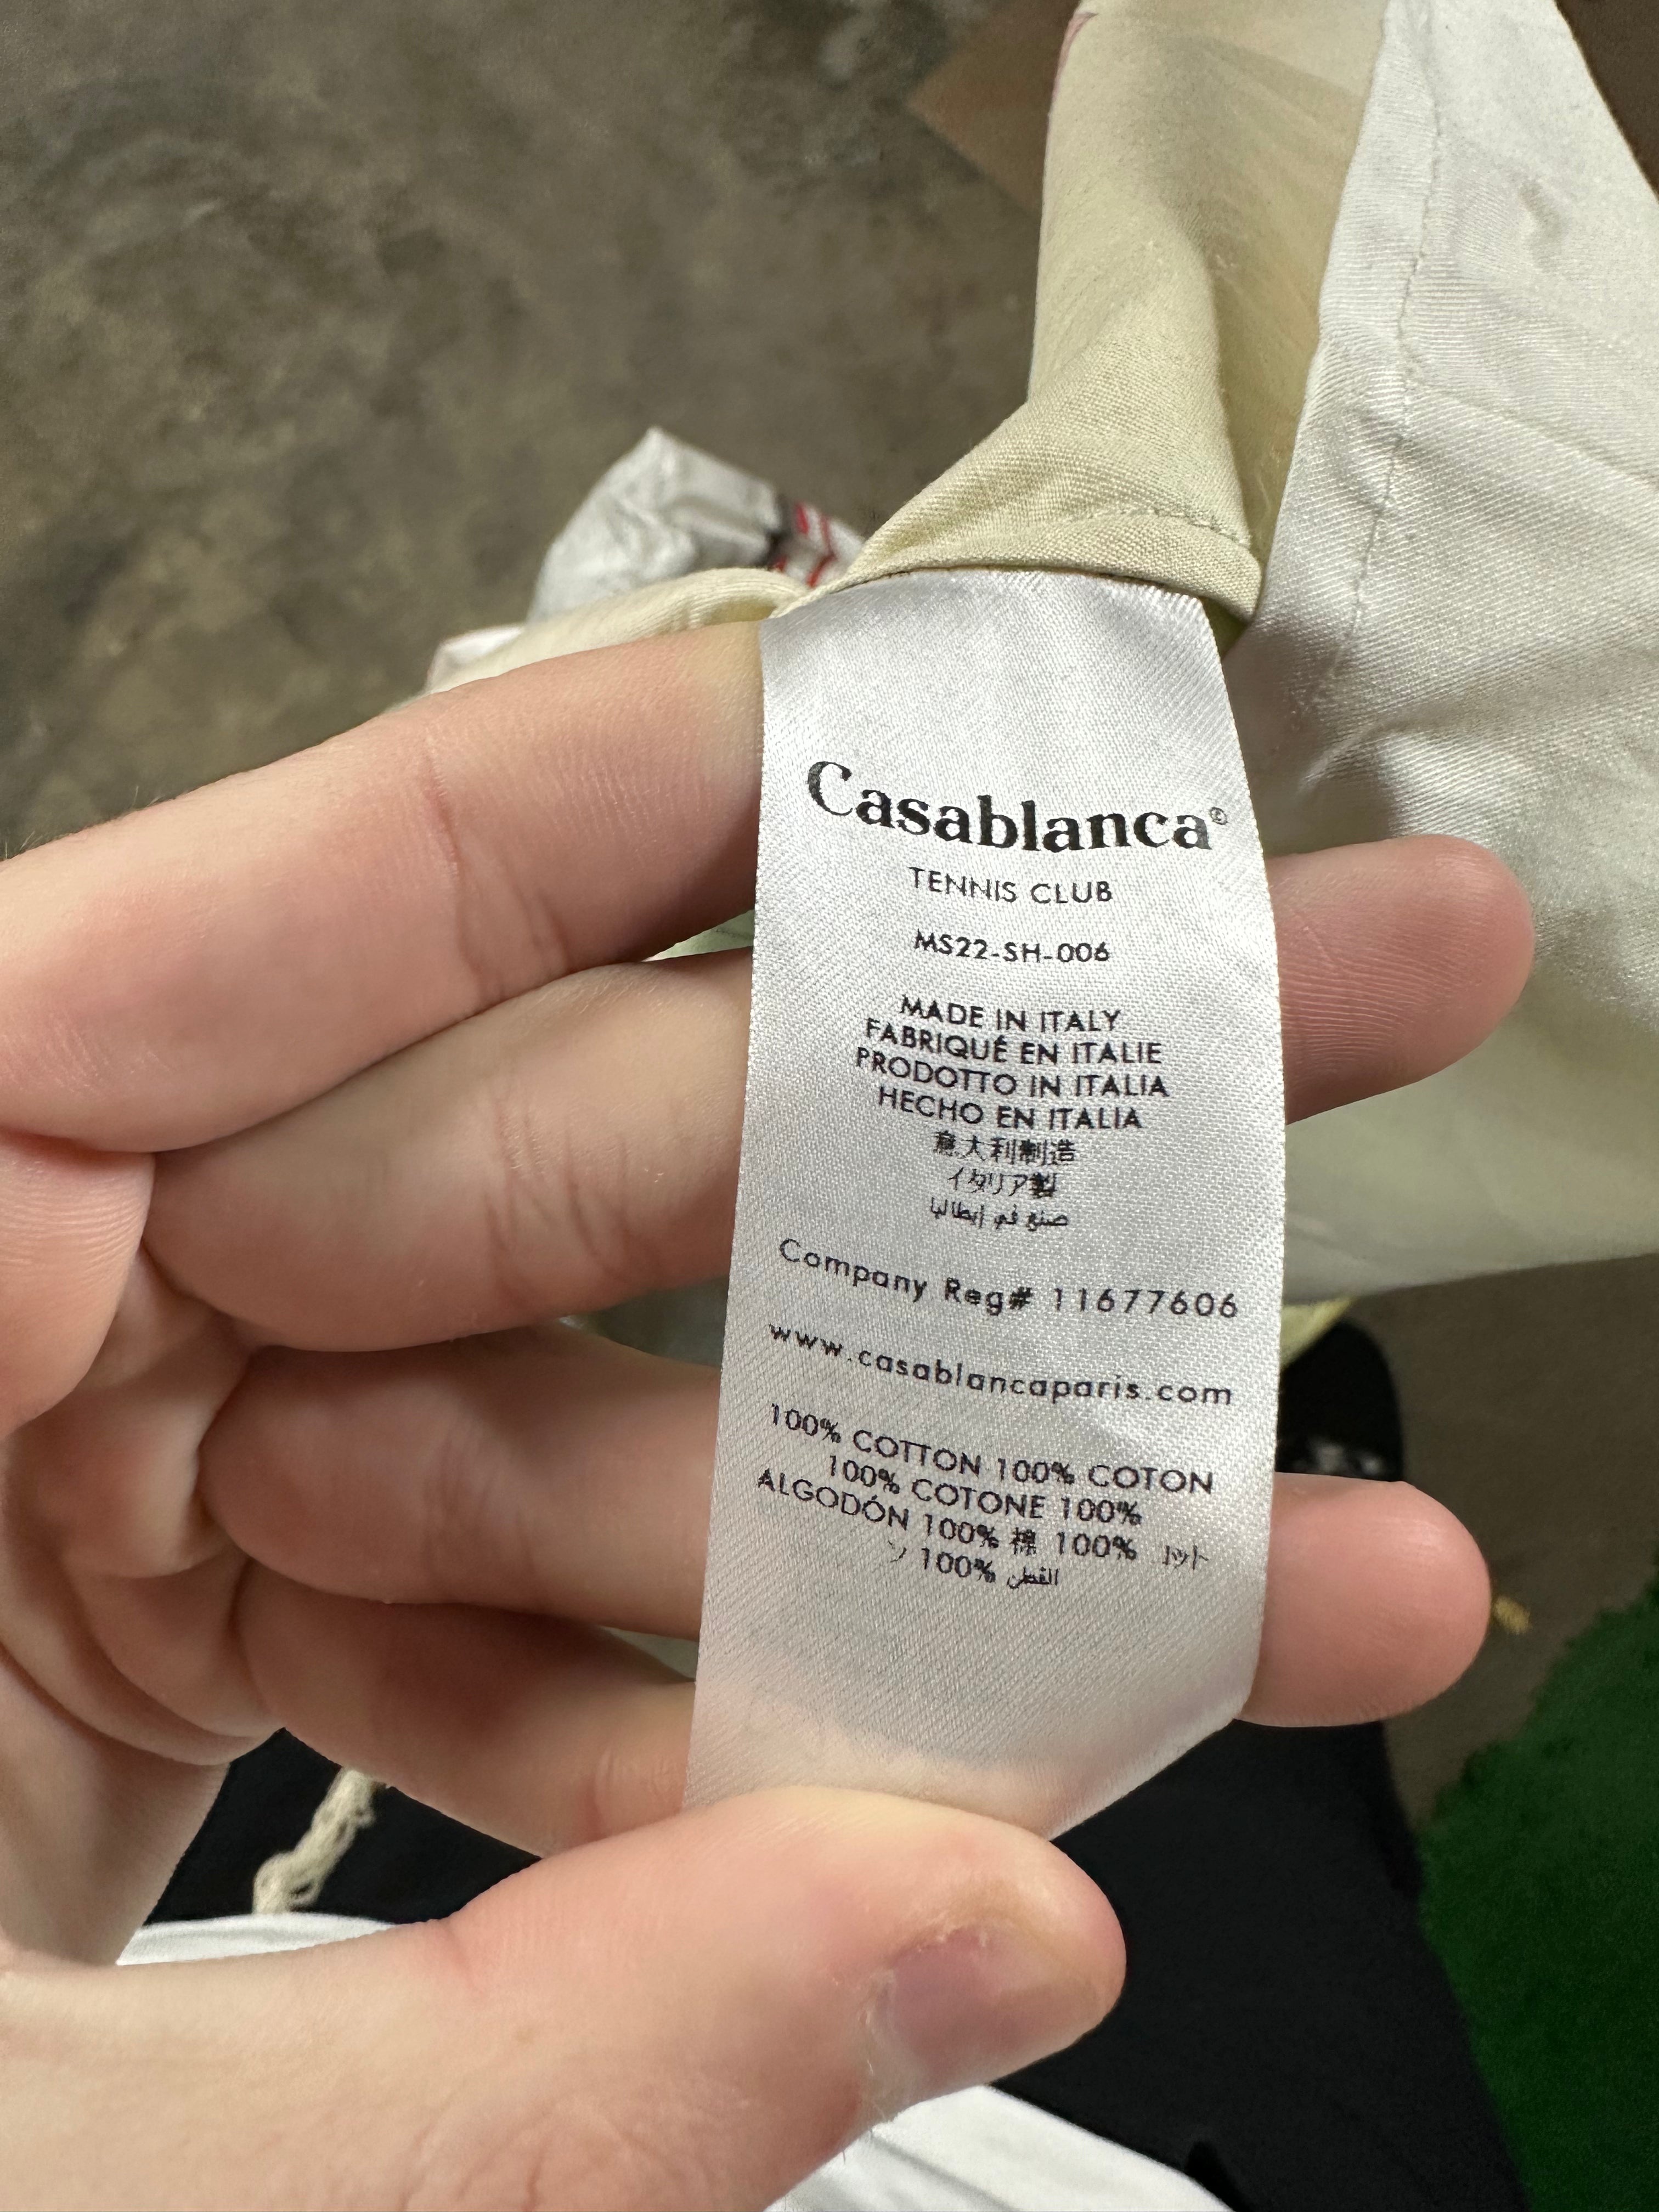 Casablanca©
TENNIS CLUB
MS22-SH-006
MADE IN ITALY
FABRIQUÉ EN ITALIE
PRODOTTO IN ITALIA
HECHO EN ITALIA
意大利制造
イタリア製
صنع في إيطاليا
Company Reg# 11677606
www.casablancaparis.com
100% COTTON 100% COTON
100% COTONE 100%
ALGODÓN 100% 棉 100% コット
ン 100% القطن